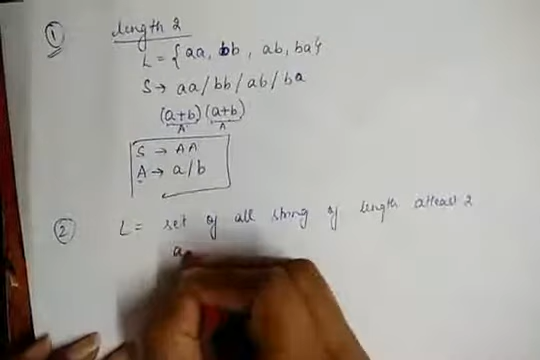 ① length 2
L = {aa, bb, ab, ba}
S → aa/bb/ab/ba
(a+b)(a+b)
A A
S → AA
A → a/b
② L = set of all string of length atleast 2
a